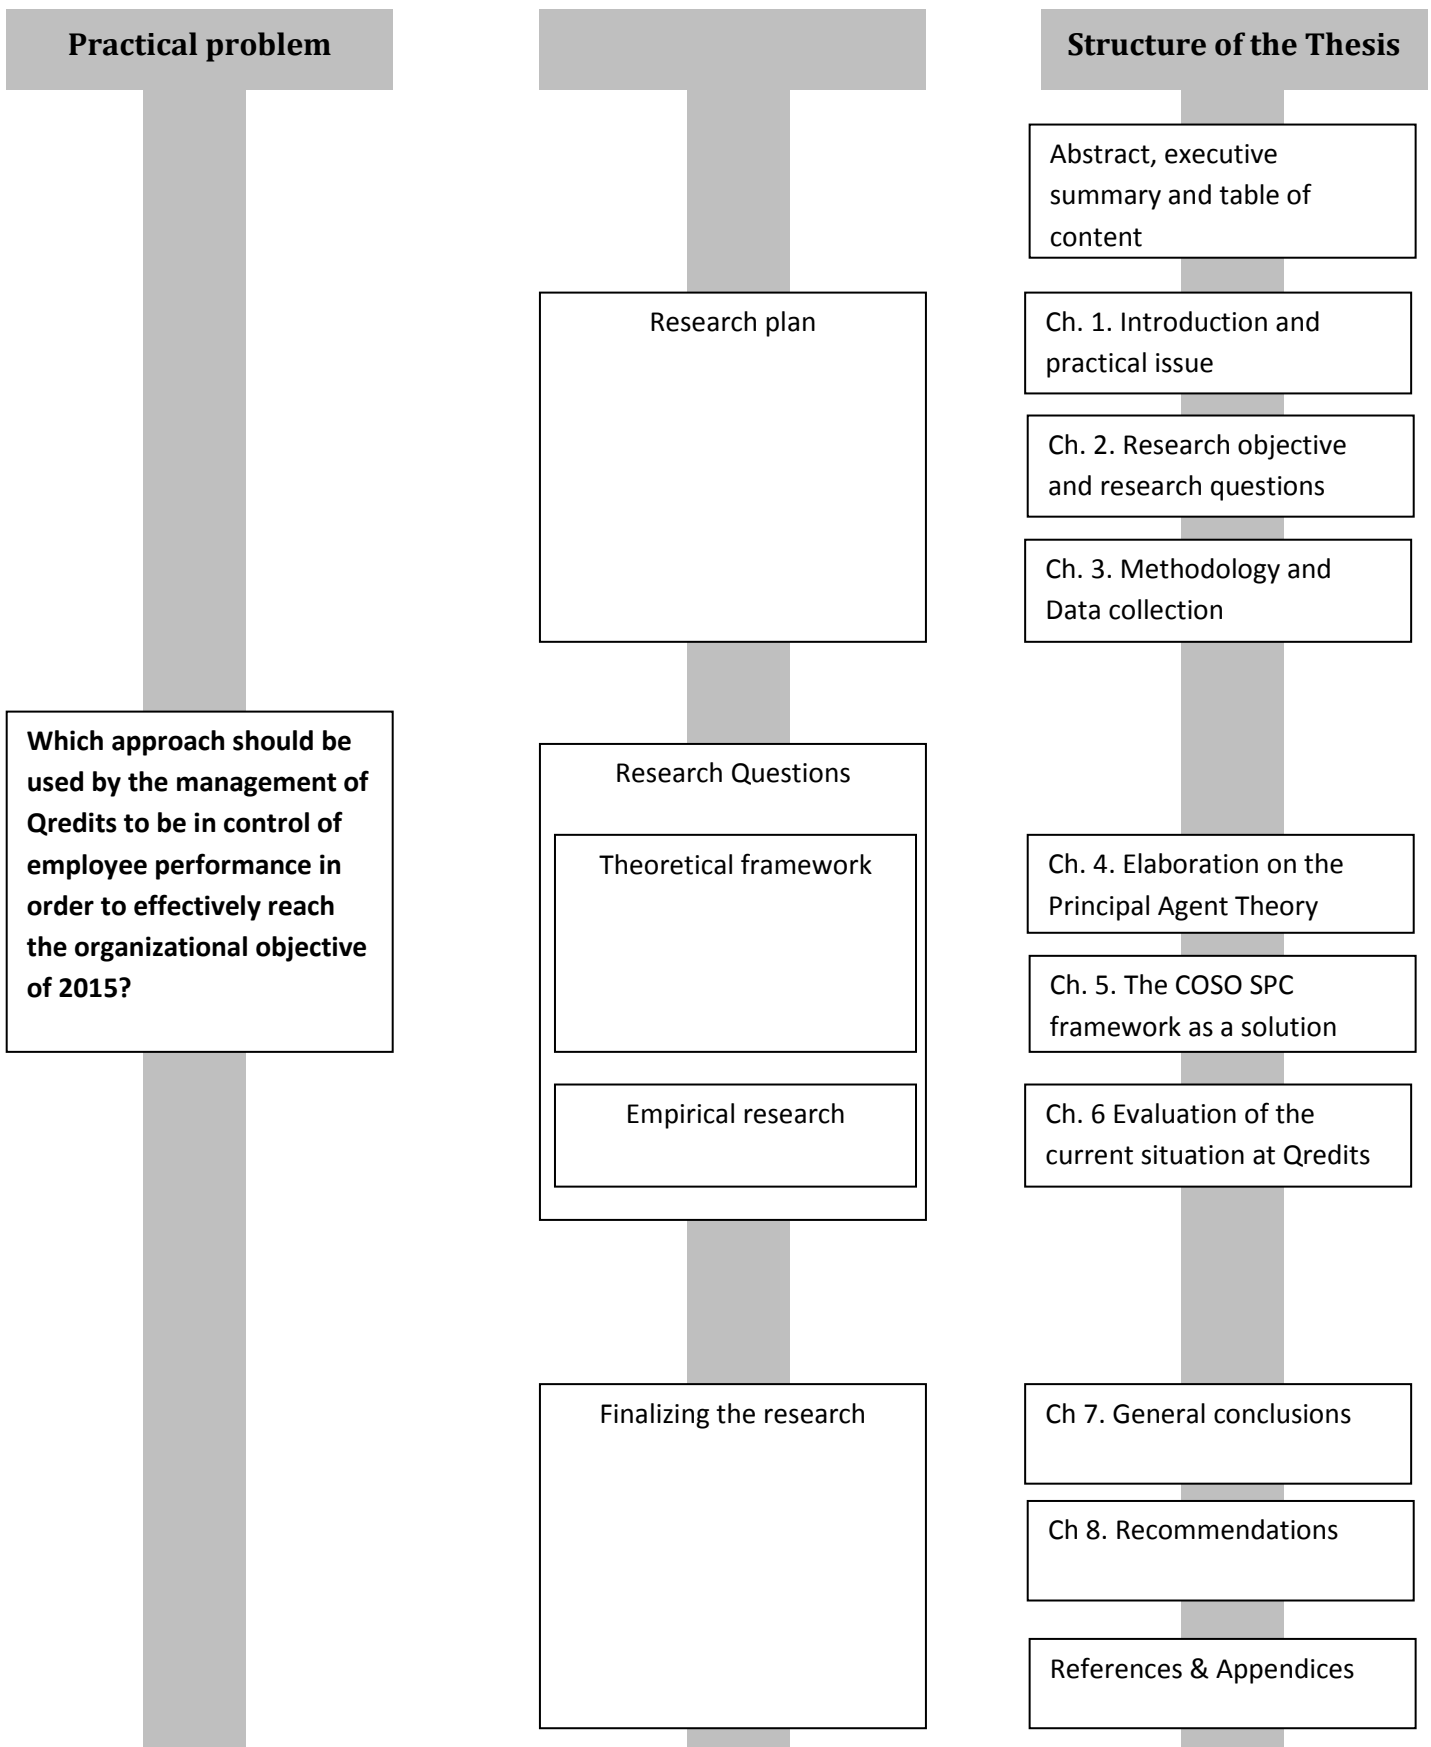 Practical problem
Which approach should be
used by the management of
Qredits to be in control of
employee performance in
order to effectively reach
the organizational objective
of 2015?
Research plan
Research Questions
Theoretical framework
Empirical research
Finalizing the research
Structure of the Thesis
Abstract, executive
summary and table of
content
Ch. 1. Introduction and
practical issue
Ch. 2. Research objective
and research questions
Ch. 3. Methodology and
Data collection
Ch. 4. Elaboration on the
Principal Agent Theory
Ch. 5. The COSO SPC
framework as a solution
Ch. 6 Evaluation of the
current situation at Qredits
Ch 7. General conclusions
Ch 8. Recommendations
References & Appendices